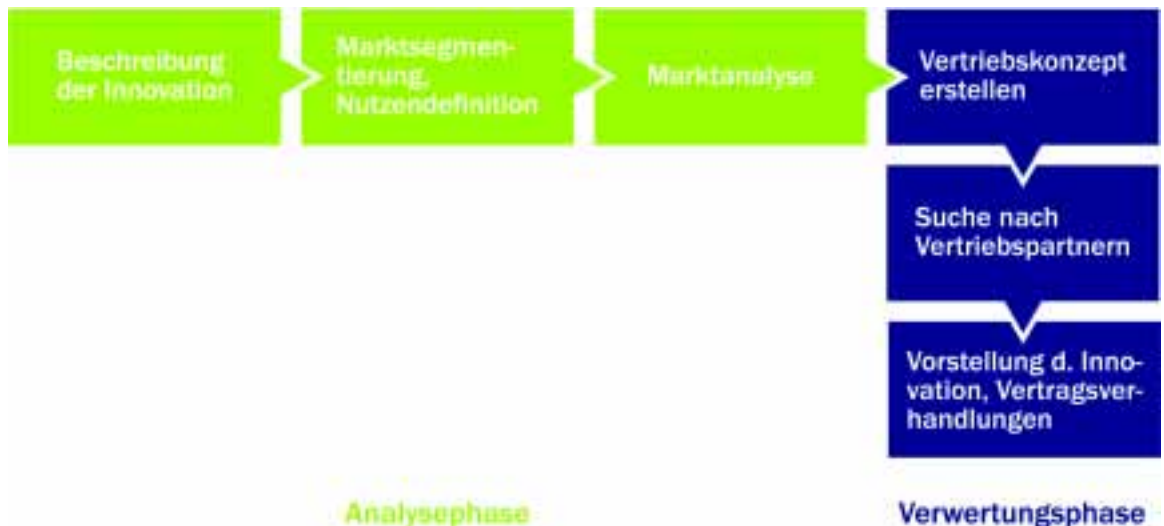 Beschreibung
der Innovation
Marktsegmen-
tierung,
Nutzendefinition
Marktanalyse
Vertriebskonzept
erstellen
Suche nach
Vertriebspartnern
Vorstellung d. Inno-
vation, Vertragsver-
handlungen
Analysephase
Verwertungsphase